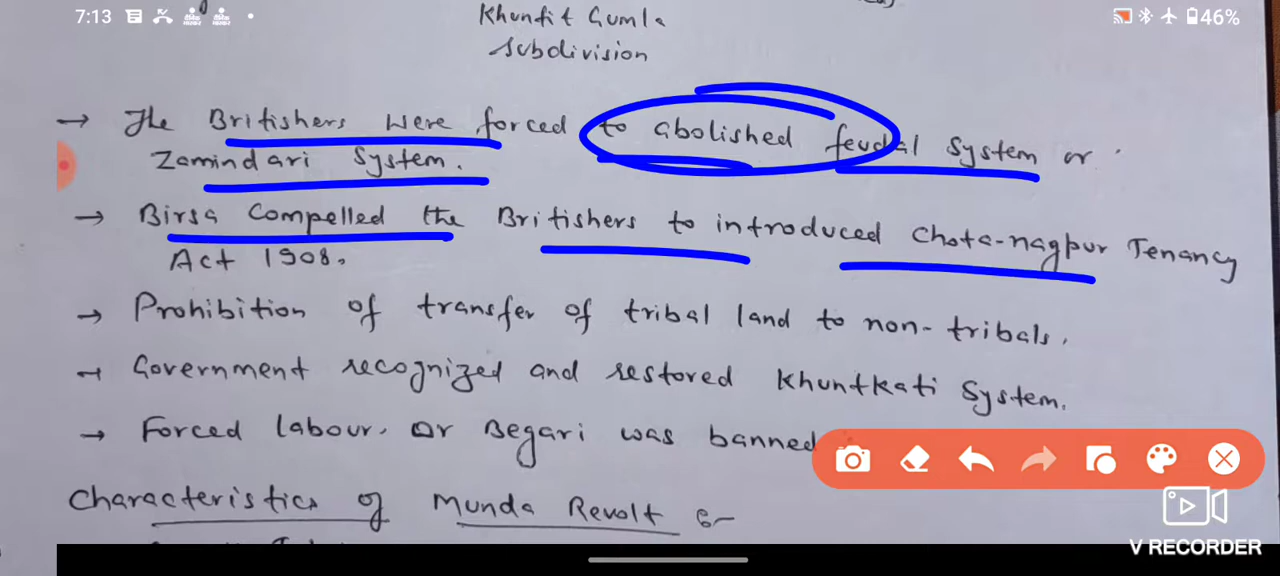 7:13
46%
Khunti & Gumla
Subdivision
→ The Britishers were forced to abolished feudal System or
Zamindari System.
→ Birsa Compelled the Britishers to introduced Chota-nagpur Tenancy
Act 1908.
→ Prohibition of transfer of tribal land to non-tribals.
→ Government recognized and restored Khuntkati System.
→ Forced labour, Or Begari was banned
Characteristics of Munda Revolt :-
V RECORDER